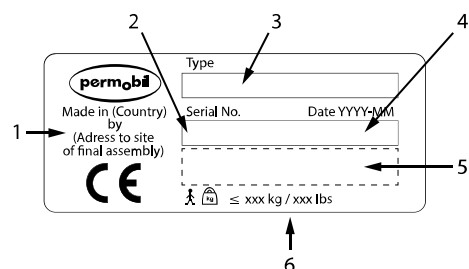 2
3
4
Type
permobil
Made in (Country)
by
(Adress to site
of final assembly)
Serial No. Date YYYY-MM
1
5
CE
kg
≤ xxx kg / xxx lbs
6